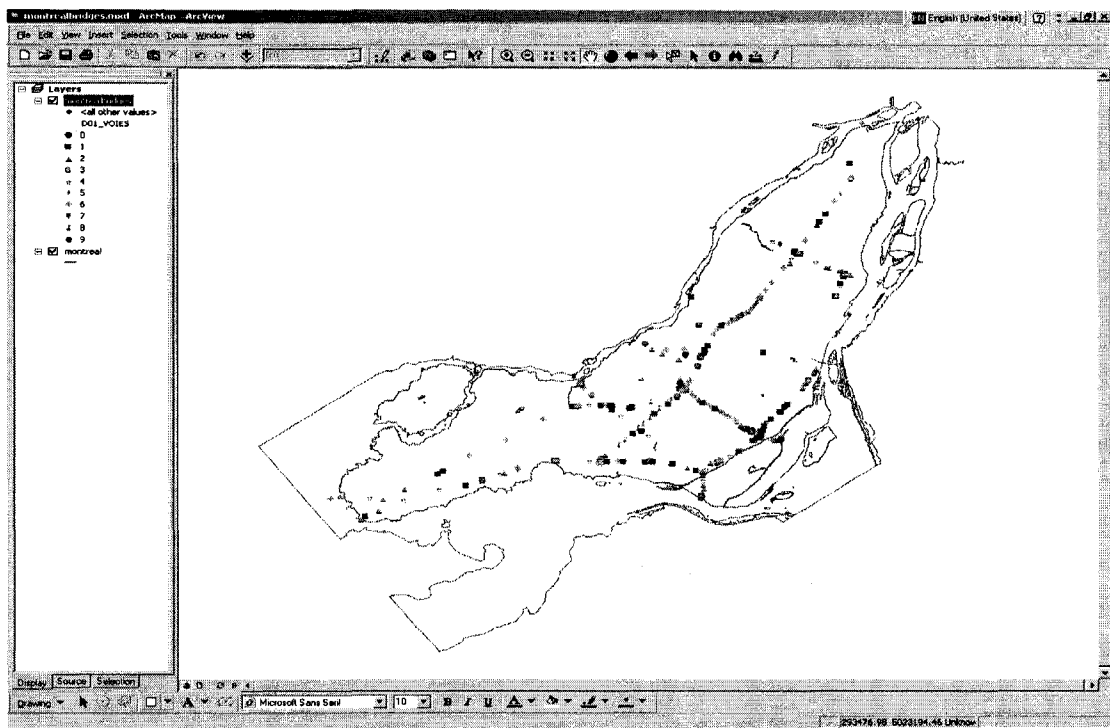 montrealbridges.mxd - ArcMap - ArcView
English (United States)
File Edit View Insert Selection Tools Window Help
Layers
montrealbridges
<all other values>
D01_VOIES
0
1
2
3
4
5
6
7
8
9
montreal
Display Source Selection
Drawing
A
Microsoft Sans Serif
10
B I U A
293476.98 5023194.46 Unknown